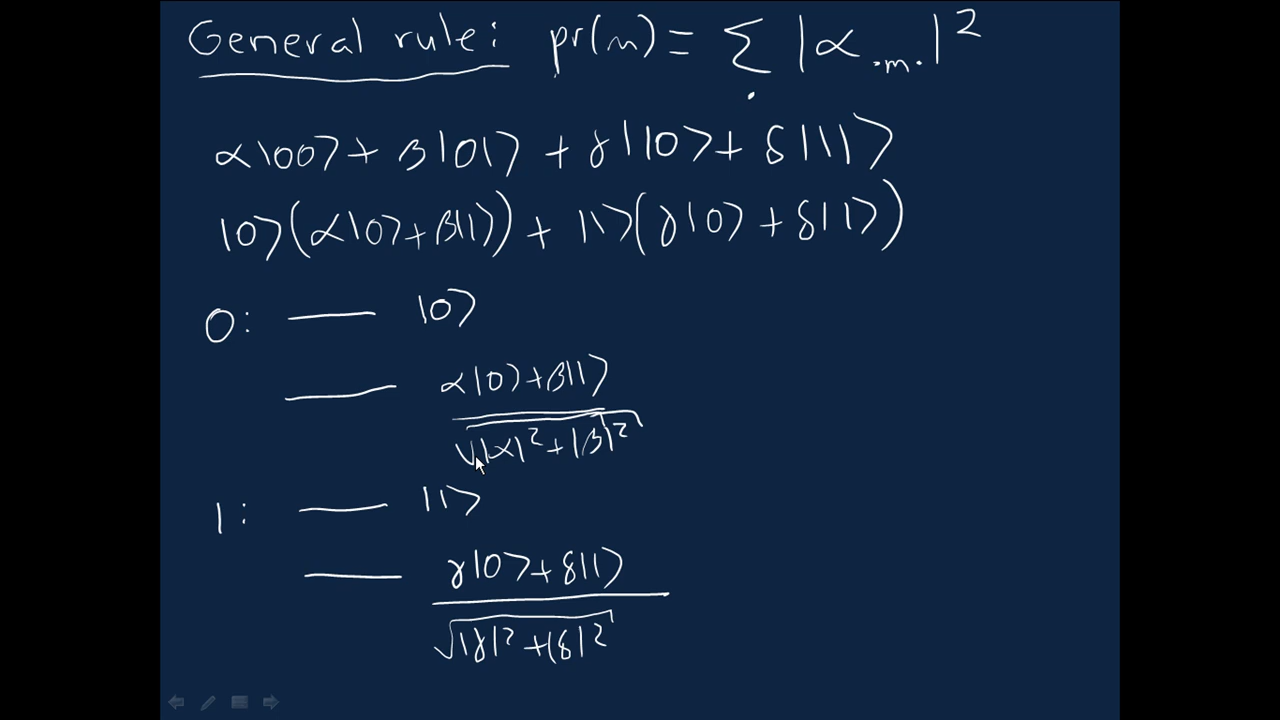 General rule: pr(m) = Σ. |α.m.|²
α|00⟩ + β|01⟩ + γ|10⟩ + δ|11⟩
|0⟩(α|0⟩ + β|1⟩) + |1⟩(γ|0⟩ + δ|1⟩)
0: —— |0⟩
—— α|0⟩ + β|1⟩
√|α|² + |β|²
1: —— |1⟩
—— γ|0⟩ + δ|1⟩
√|γ|² + |δ|²